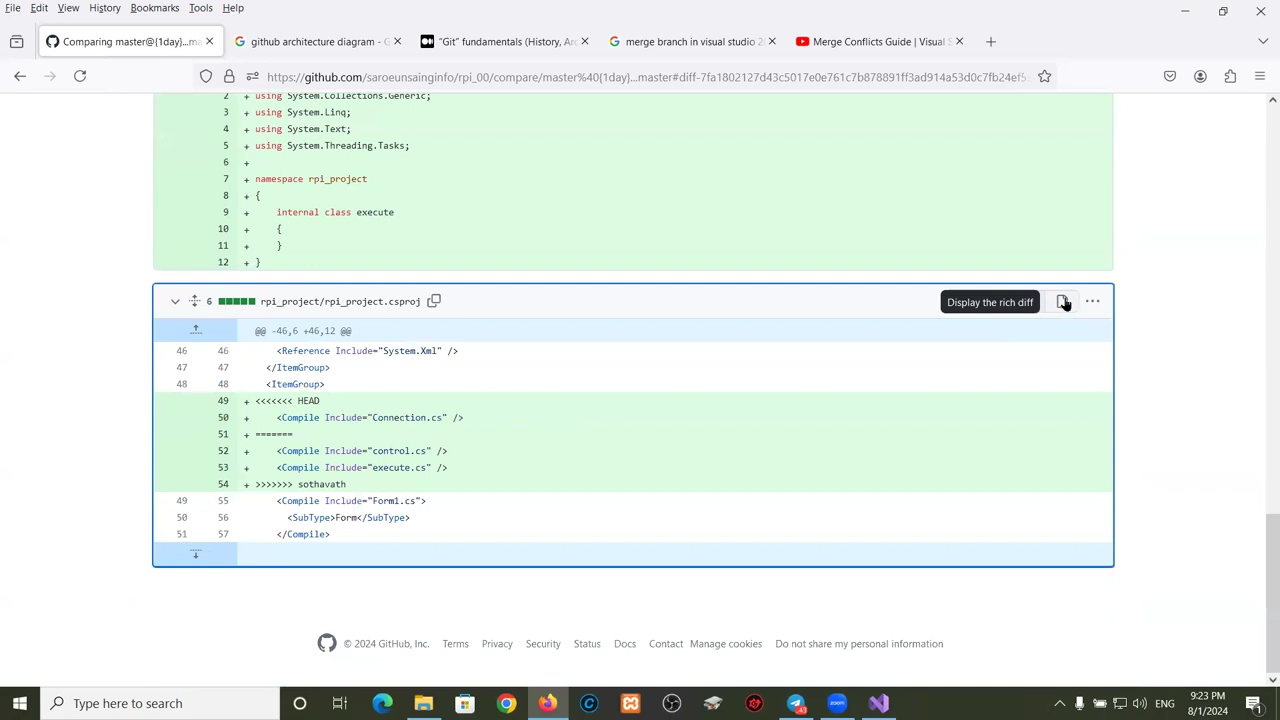 File Edit View History Bookmarks Tools Help
Comparing master@{1day}...ma
github architecture diagram - G
"Git" fundamentals (History, Arc
merge branch in visual studio 2
Merge Conflicts Guide | Visual S
https://github.com/saroeunsainginfo/rpi_00/compare/master%40{1day}...master#diff-7fa1802127d43c5017e0e761c7b878891ff3ad914a53d0c7fb24ef5
2 + using System.Collections.Generic;
3 + using System.Linq;
4 + using System.Text;
5 + using System.Threading.Tasks;
6 +
7 + namespace rpi_project
8 + {
9 + internal class execute
10 + {
11 + }
12 + }
6 rpi_project/rpi_project.csproj
Display the rich diff
@@ -46,6 +46,12 @@
46 46 <Reference Include="System.Xml" />
47 47 </ItemGroup>
48 48 <ItemGroup>
49 + <<<<<<< HEAD
50 + <Compile Include="Connection.cs" />
51 + =======
52 + <Compile Include="control.cs" />
53 + <Compile Include="execute.cs" />
54 + >>>>>>> sothavath
49 55 <Compile Include="Form1.cs">
50 56 <SubType>Form</SubType>
51 57 </Compile>
© 2024 GitHub, Inc. Terms Privacy Security Status Docs Contact Manage cookies Do not share my personal information
Type here to search
43
ENG
9:23 PM
8/1/2024
1